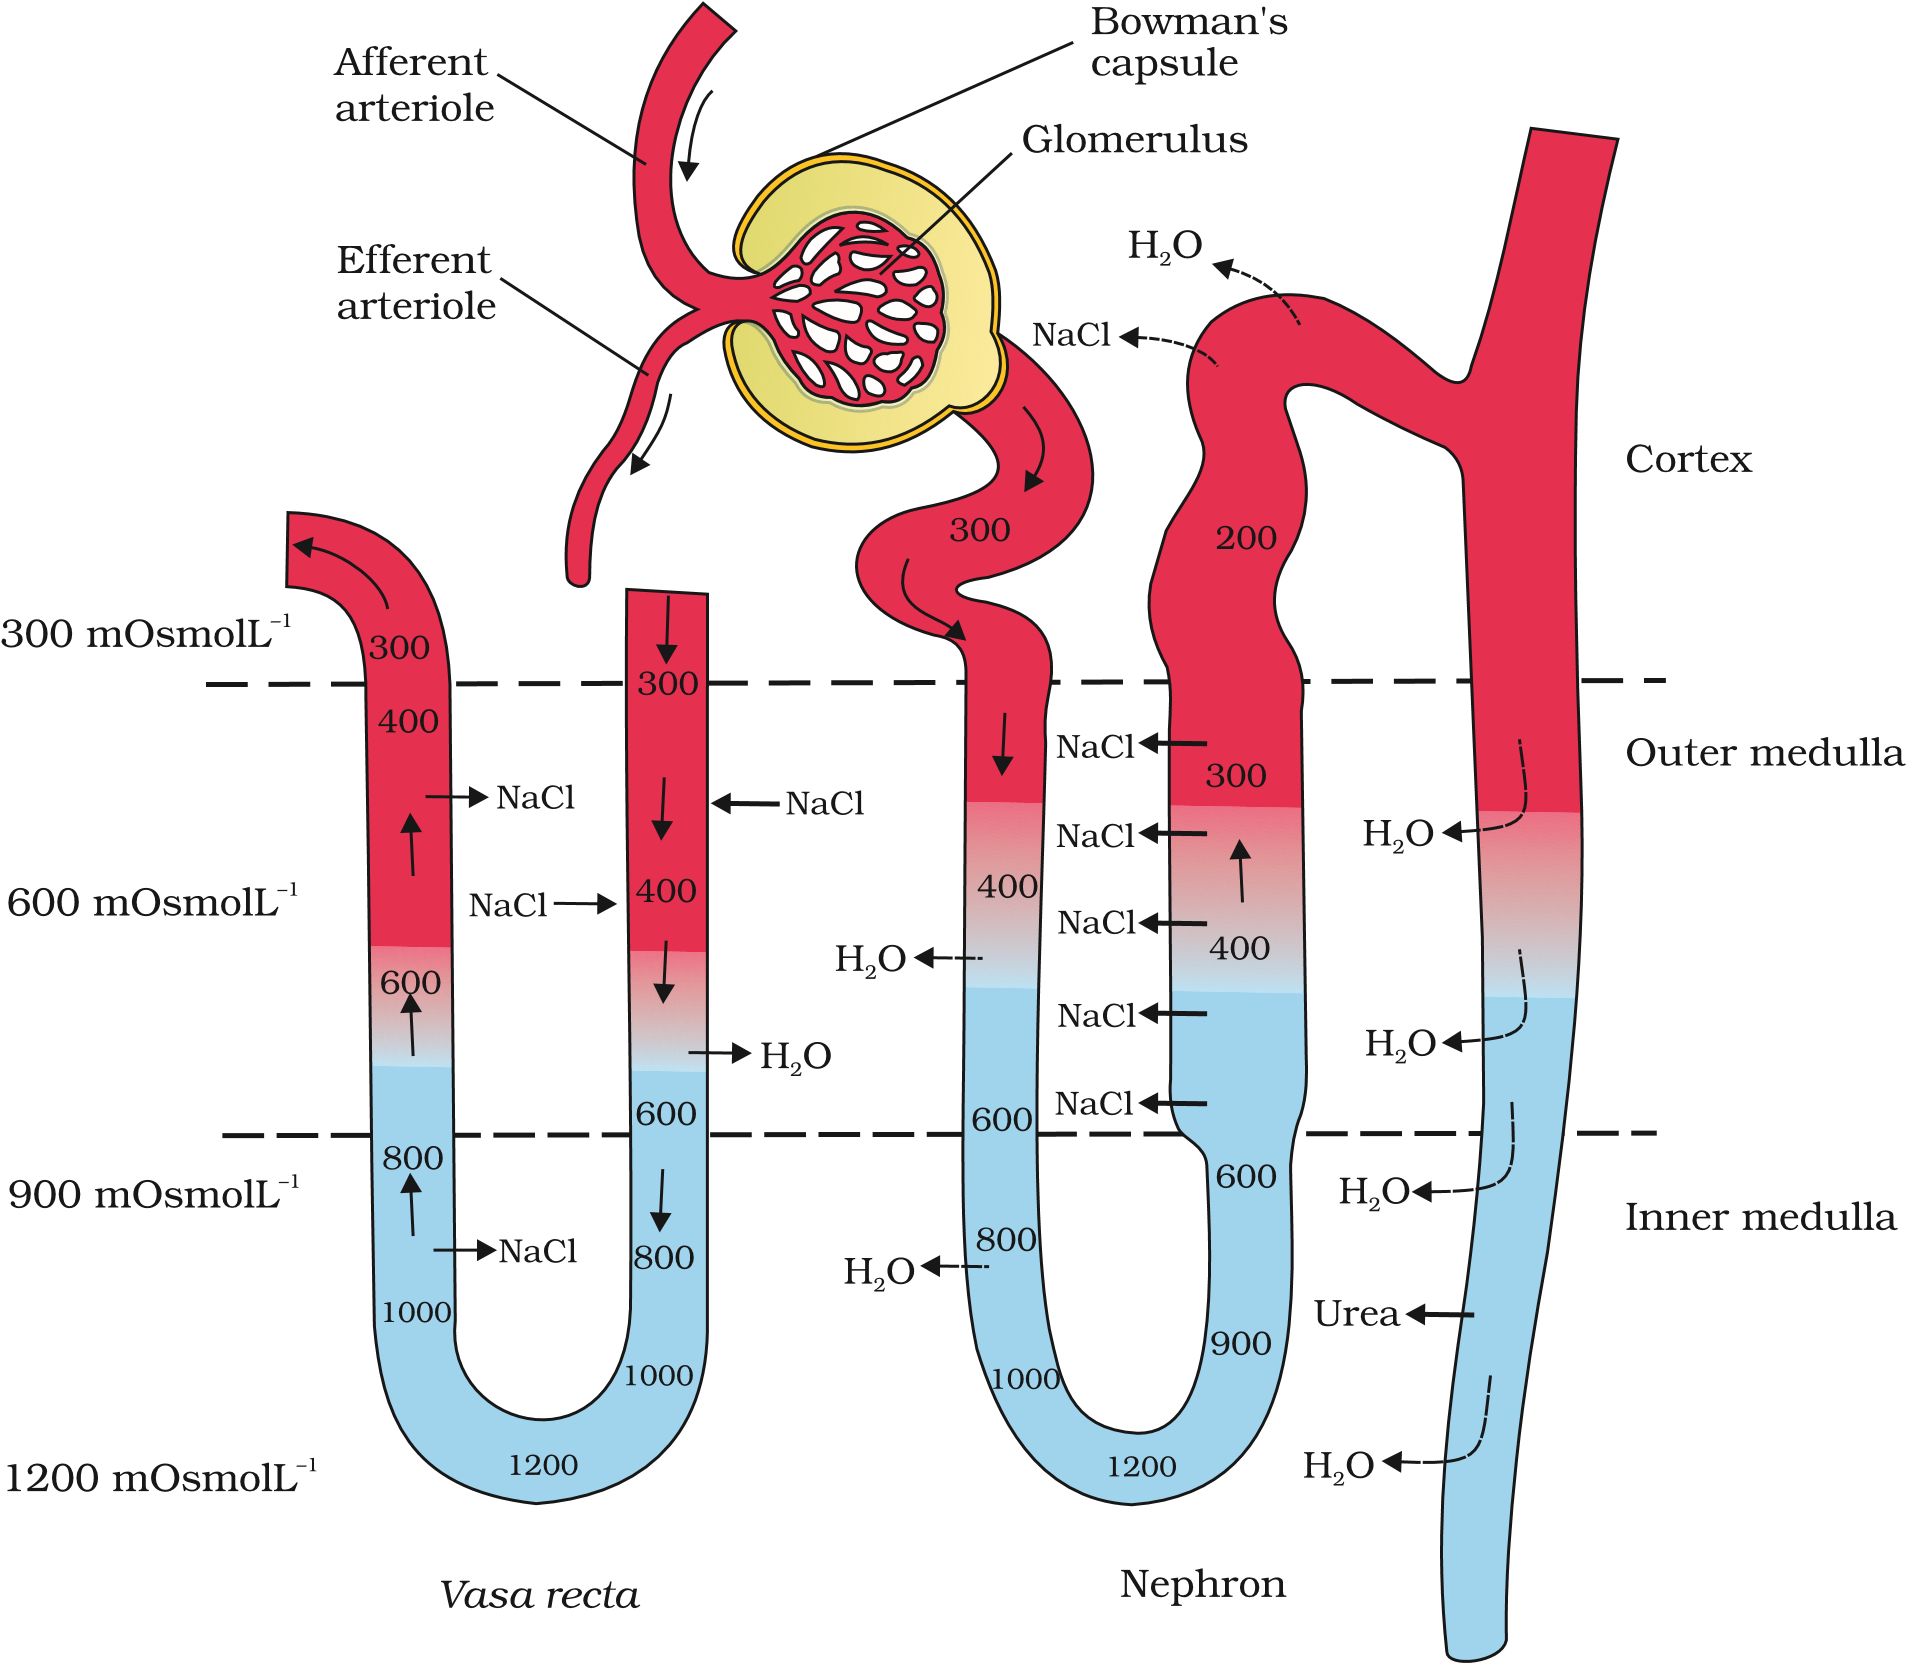 Bowman's
capsule
Afferent
arteriole
Glomerulus
Efferent
arteriole
H₂O
NaCl
Cortex
300
200
300 mOsmolL⁻¹
300
300
400
NaCl
Outer medulla
300
NaCl
NaCl
H₂O
NaCl
600 mOsmolL⁻¹
NaCl
400
400
NaCl
400
H₂O
600
NaCl
H₂O
H₂O
NaCl
600
600
800
600
900 mOsmolL⁻¹
H₂O
Inner medulla
NaCl
800
800
H₂O
1000
Urea
900
1000
1000
1200 mOsmolL⁻¹
1200
1200
H₂O
Vasa recta
Nephron